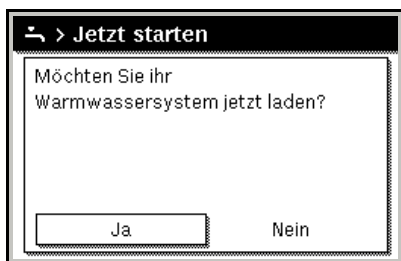 > Jetzt starten
Möchten Sie ihr
Warmwassersystem jetzt laden?
Ja
Nein